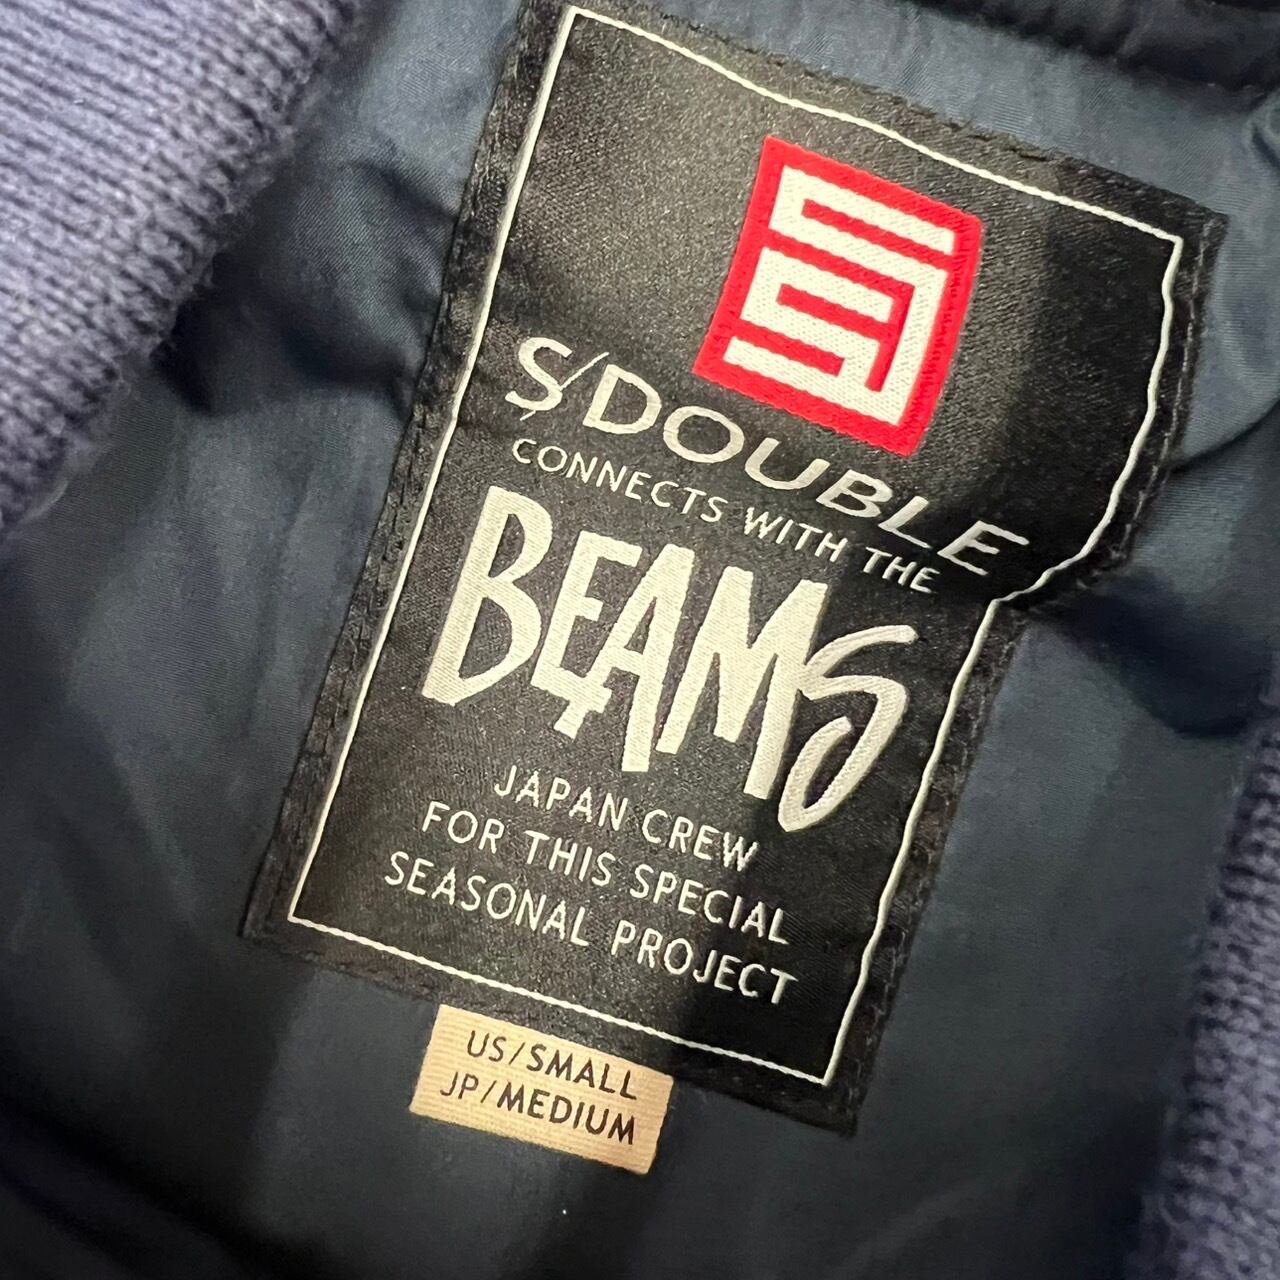 S/DOUBLE
CONNECTS WITH THE
BEAMS
JAPAN CREW
FOR THIS SPECIAL
SEASONAL PROJECT
US/SMALL
JP/MEDIUM